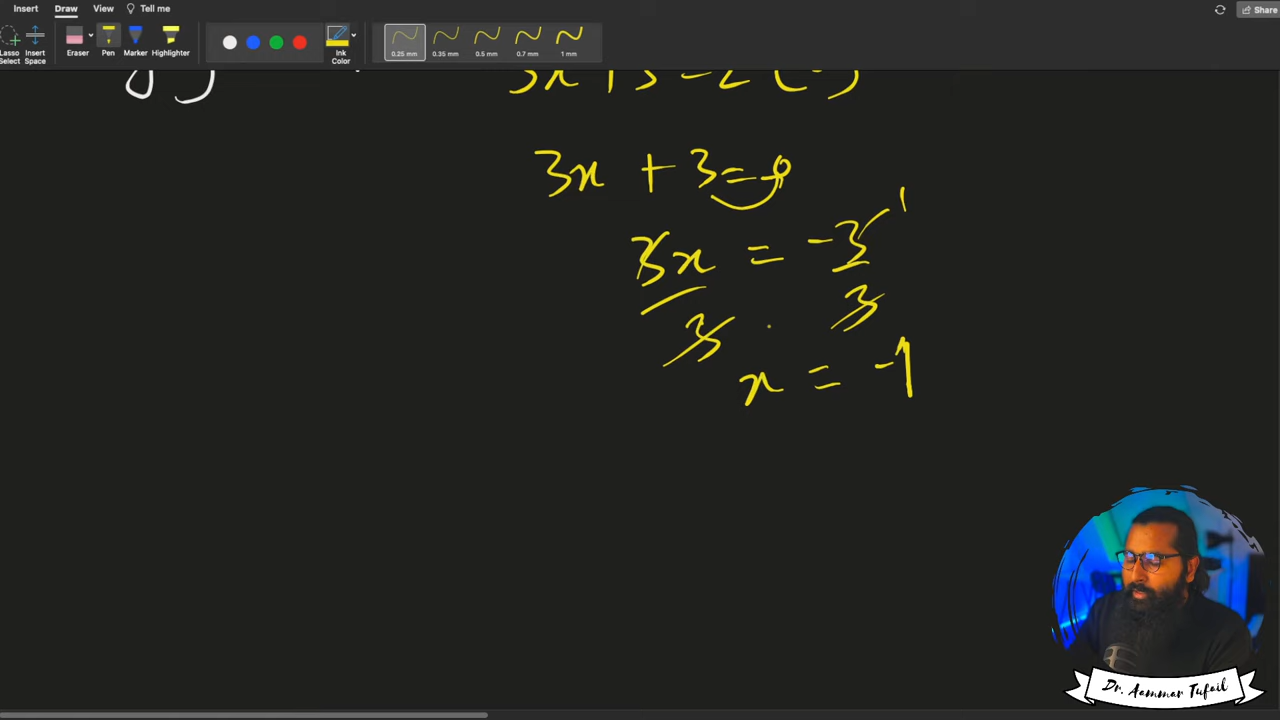 Insert Draw View Tell me
Share
Lasso Select
Insert Space
Eraser
Pen
Marker
Highlighter
Ink Color
0.25 mm
0.35 mm
0.5 mm
0.7 mm
1 mm
3x + 3 = 0
3x = -3 1
3 3
x = -1
Dr. Aammar Tufail